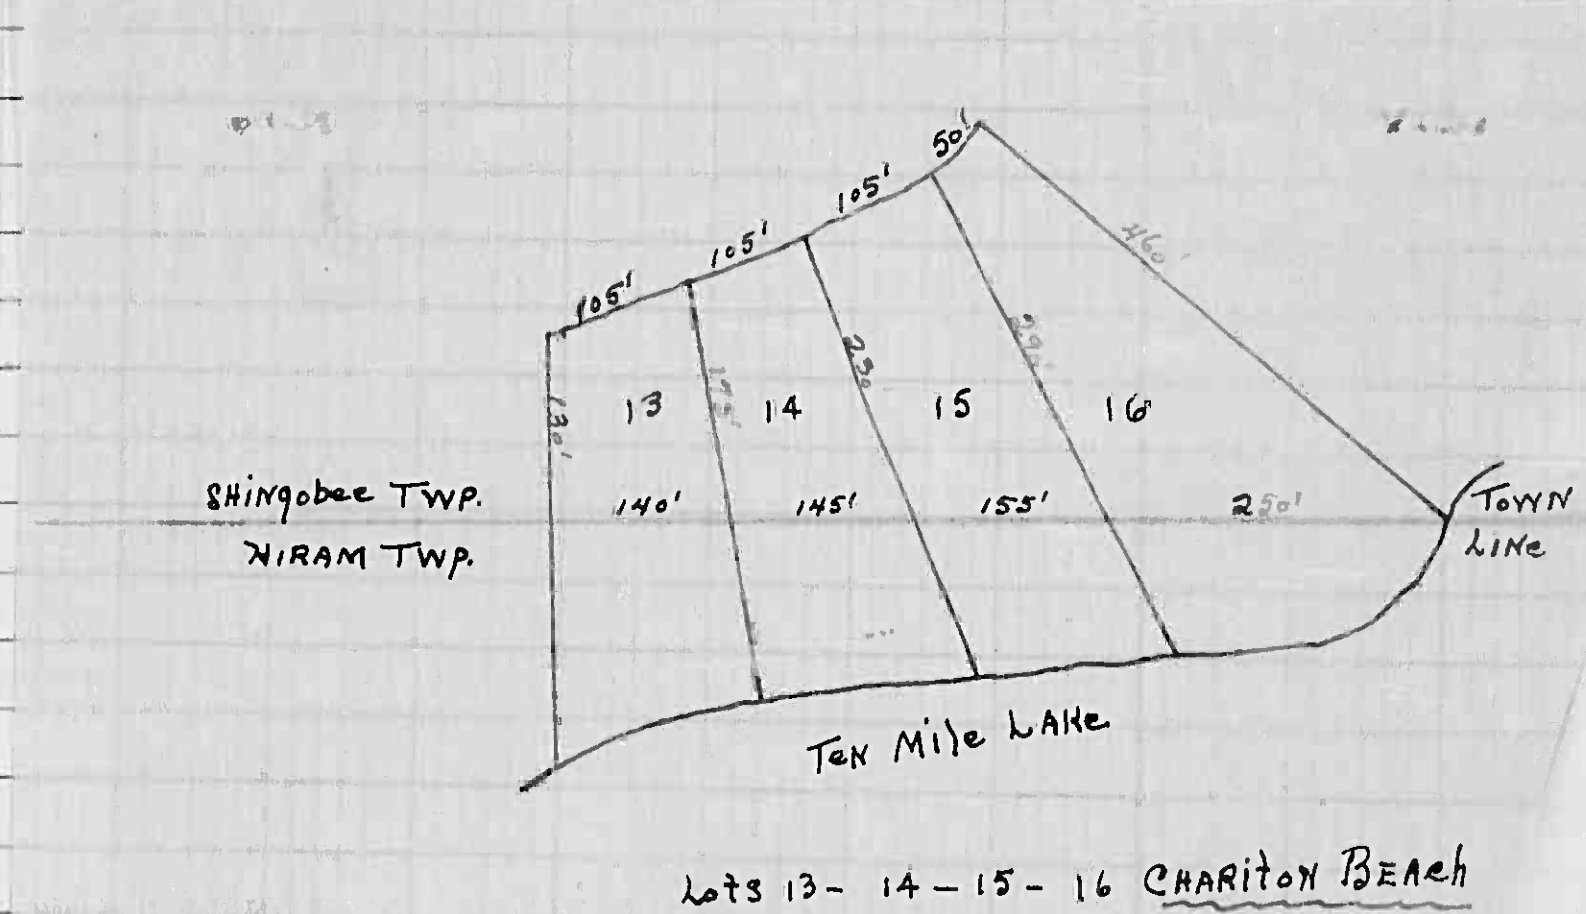 50'
105'
105'
105'
460'
290'
230
130'
13
14
15
16
140'
145'
155'
250'
SHiNgobee TWP.
HIRAM TWP.
TOWN
LiNe
TeN Mile LAKe
Lots 13 - 14 - 15 - 16 CHARitoN BEAch